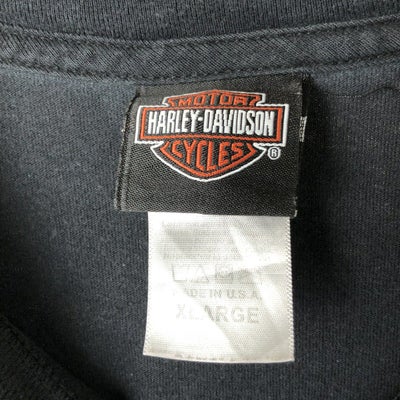 MOTOR
HARLEY-DAVIDSON
CYCLES ®
MADE IN U.S.A.
XLARGE